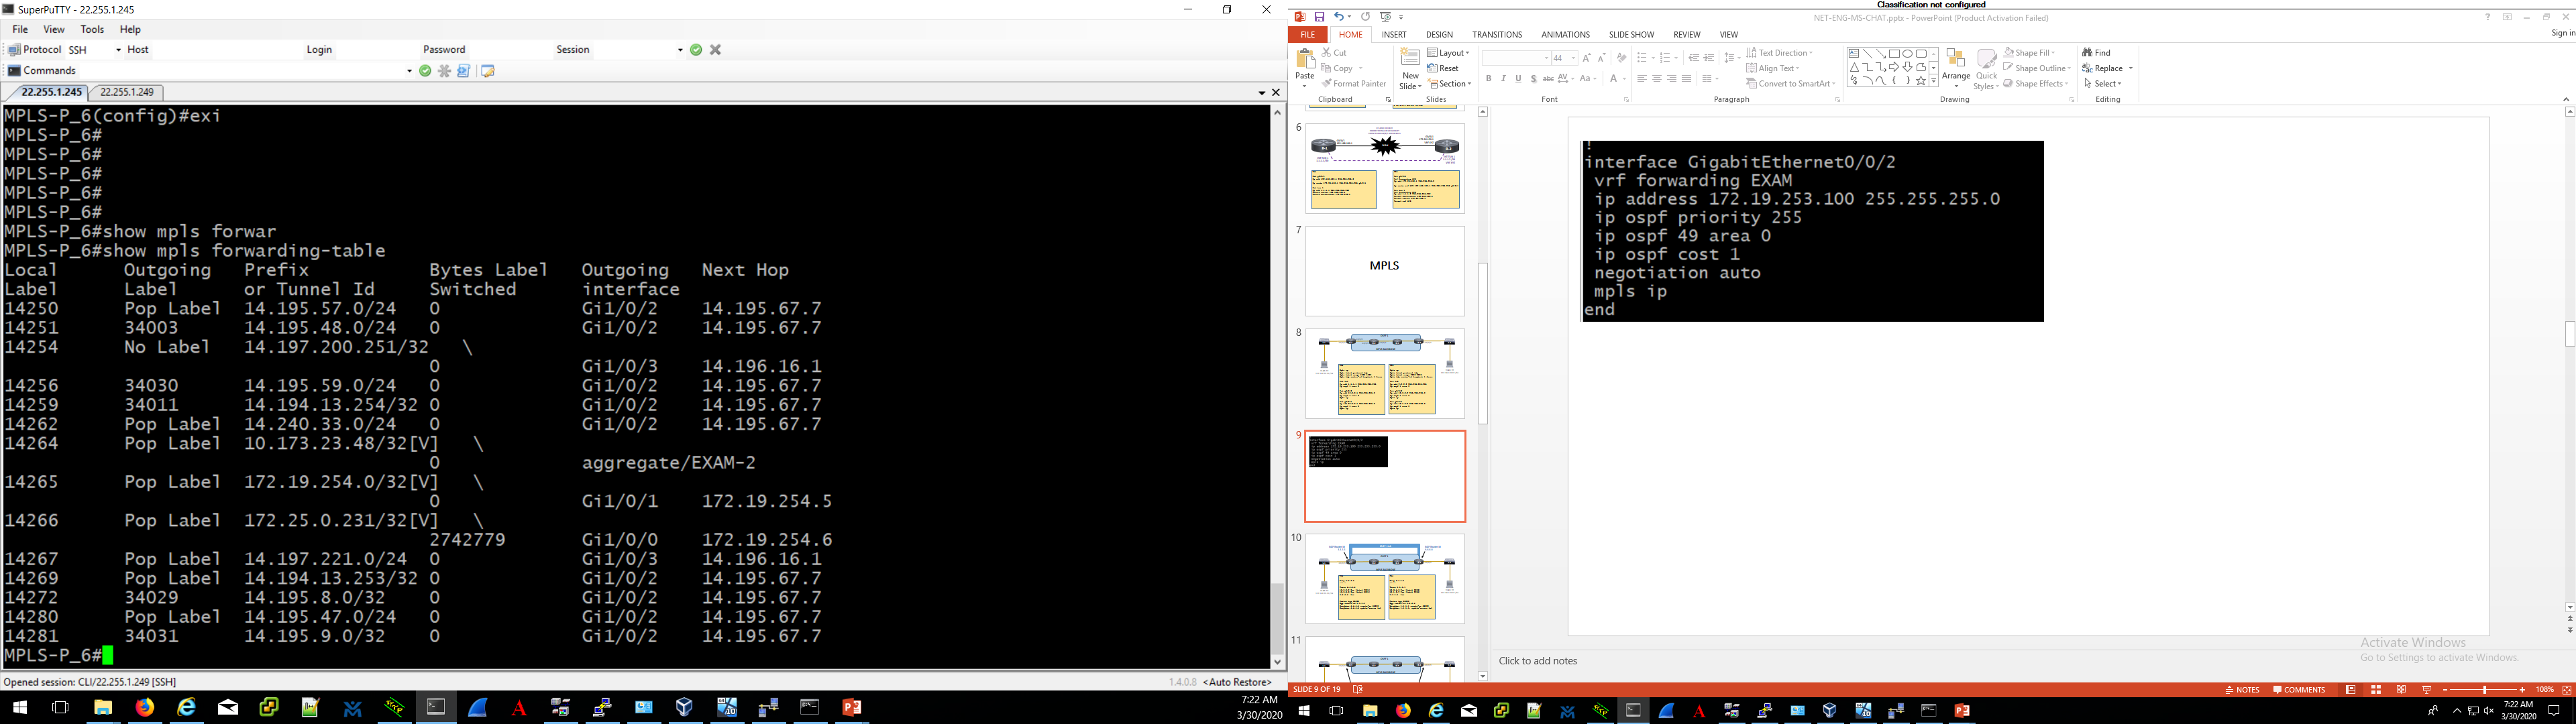 SuperPuTTY - 22.255.1.245
File View Tools Help
Protocol SSH Host Login Password Session
Commands
22.255.1.245 22.255.1.249
MPLS-P_6(config)#exi
MPLS-P_6#
MPLS-P_6#
MPLS-P_6#
MPLS-P_6#
MPLS-P_6#
MPLS-P_6#show mpls forwar
MPLS-P_6#show mpls forwarding-table
Local Outgoing Prefix Bytes Label Outgoing Next Hop
Label Label or Tunnel Id Switched interface
14250 Pop Label 14.195.57.0/24 0 Gi1/0/2 14.195.67.7
14251 34003 14.195.48.0/24 0 Gi1/0/2 14.195.67.7
14254 No Label 14.197.200.251/32 \
0 Gi1/0/3 14.196.16.1
14256 34030 14.195.59.0/24 0 Gi1/0/2 14.195.67.7
14259 34011 14.194.13.254/32 0 Gi1/0/2 14.195.67.7
14262 Pop Label 14.240.33.0/24 0 Gi1/0/2 14.195.67.7
14264 Pop Label 10.173.23.48/32[V] \
0 aggregate/EXAM-2
14265 Pop Label 172.19.254.0/32[V] \
0 Gi1/0/1 172.19.254.5
14266 Pop Label 172.25.0.231/32[V] \
2742779 Gi1/0/0 172.19.254.6
14267 Pop Label 14.197.221.0/24 0 Gi1/0/3 14.196.16.1
14269 Pop Label 14.194.13.253/32 0 Gi1/0/2 14.195.67.7
14272 34029 14.195.8.0/32 0 Gi1/0/2 14.195.67.7
14280 Pop Label 14.195.47.0/24 0 Gi1/0/2 14.195.67.7
14281 34031 14.195.9.0/32 0 Gi1/0/2 14.195.67.7
MPLS-P_6#
Opened session: CLI/22.255.1.249 [SSH] 1.4.0.8 <Auto Restore>
7:22 AM
3/30/2020
Classification not configured
NET-ENG-MS-CHAT.pptx - PowerPoint (Product Activation Failed)
FILE HOME INSERT DESIGN TRANSITIONS ANIMATIONS SLIDE SHOW REVIEW VIEW Sign in
Paste
Cut
Copy
Format Painter
Clipboard
New
Slide
Layout
Reset
Section
Slides
44
Font
Text Direction
Align Text
Convert to SmartArt
Paragraph
Arrange
Quick
Styles
Shape Fill
Shape Outline
Shape Effects
Drawing
Find
Replace
Select
Editing
6
7
MPLS
8
9
10
11
!
interface GigabitEthernet0/0/2
vrf forwarding EXAM
ip address 172.19.253.100 255.255.255.0
ip ospf priority 255
ip ospf 49 area 0
ip ospf cost 1
negotiation auto
mpls ip
end
Activate Windows
Go to Settings to activate Windows.
Click to add notes
SLIDE 9 OF 19 NOTES COMMENTS 108%
7:22 AM
3/30/2020